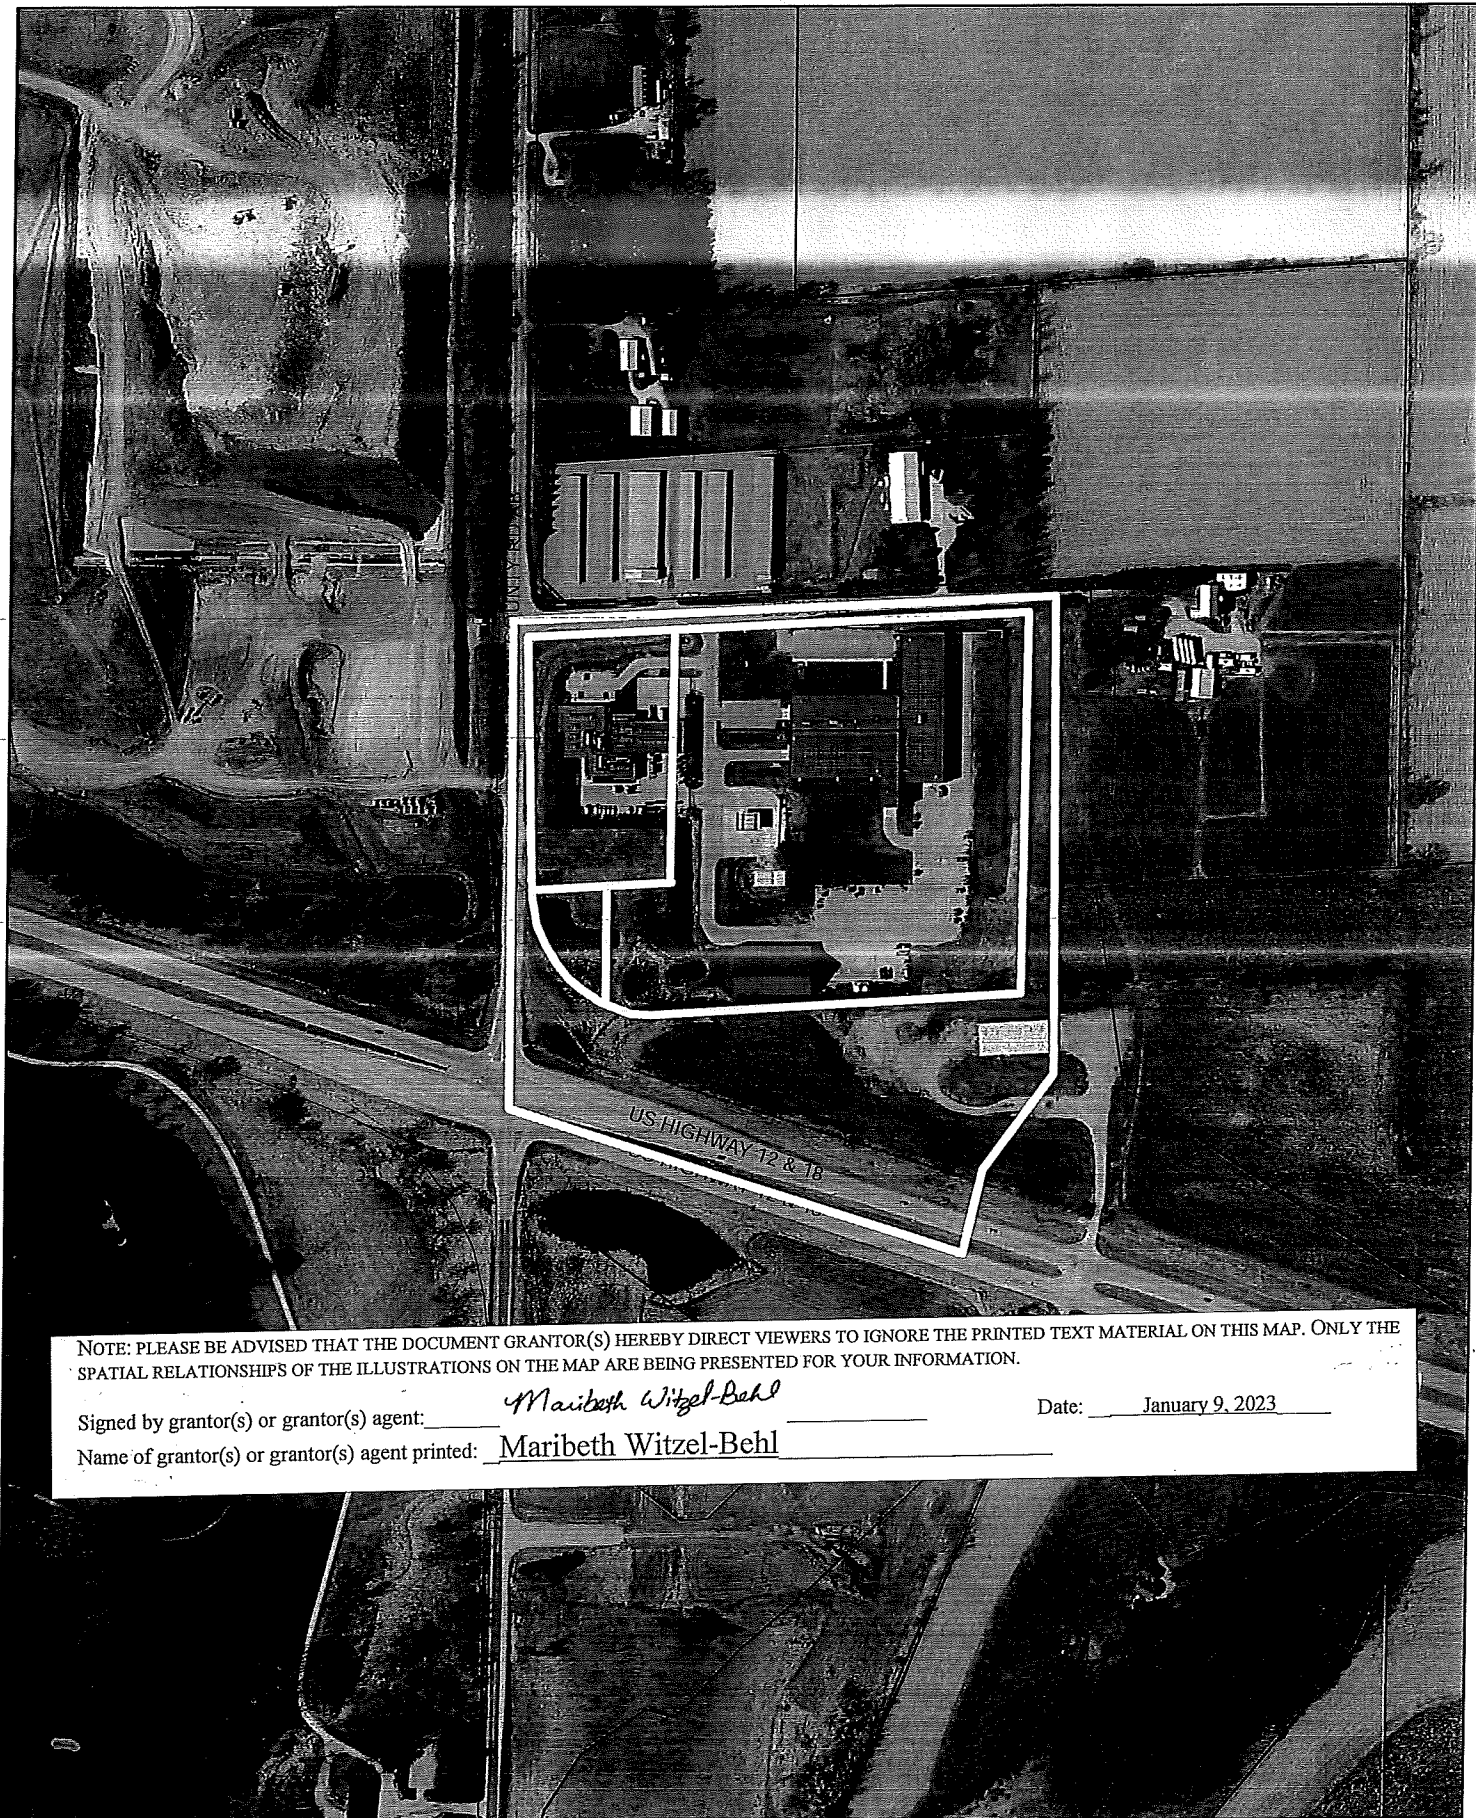 UNTY RD AB
US HIGHWAY 12 & 18
NOTE: PLEASE BE ADVISED THAT THE DOCUMENT GRANTOR(S) HEREBY DIRECT VIEWERS TO IGNORE THE PRINTED TEXT MATERIAL ON THIS MAP. ONLY THE
SPATIAL RELATIONSHIPS OF THE ILLUSTRATIONS ON THE MAP ARE BEING PRESENTED FOR YOUR INFORMATION.
Signed by grantor(s) or grantor(s) agent: Maribeth Witzel-Behl Date: January 9, 2023
Name of grantor(s) or grantor(s) agent printed: Maribeth Witzel-Behl